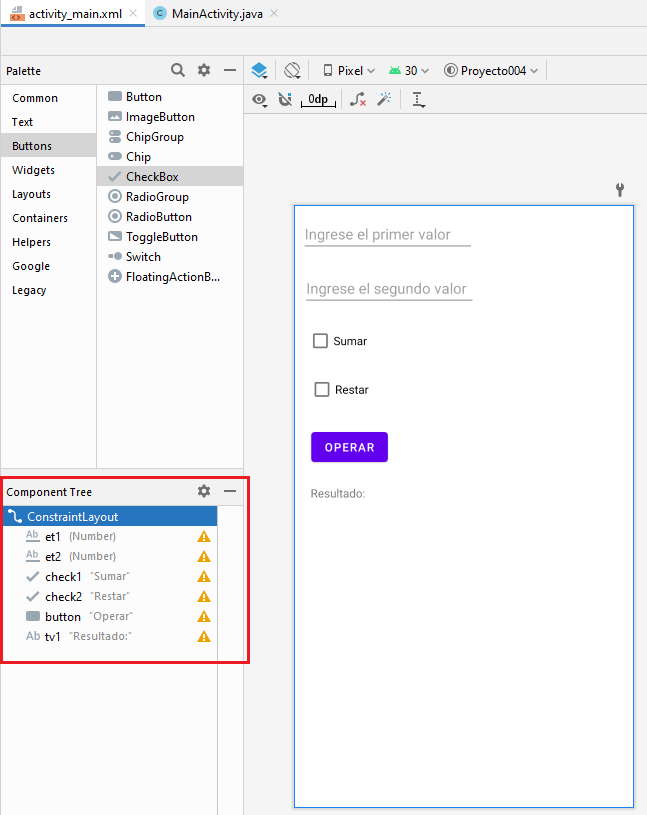 activity_main.xml
MainActivity.java
Palette
Pixel
30
Proyecto004
0dp
Common
Text
Buttons
Widgets
Layouts
Containers
Helpers
Google
Legacy
Button
ImageButton
ChipGroup
Chip
CheckBox
RadioGroup
RadioButton
ToggleButton
Switch
FloatingActionB...
Ingrese el primer valor
Ingrese el segundo valor
Sumar
Restar
OPERAR
Resultado:
Component Tree
ConstraintLayout
Ab et1 (Number)
Ab et2 (Number)
check1 "Sumar"
check2 "Restar"
button "Operar"
Ab tv1 "Resultado:"